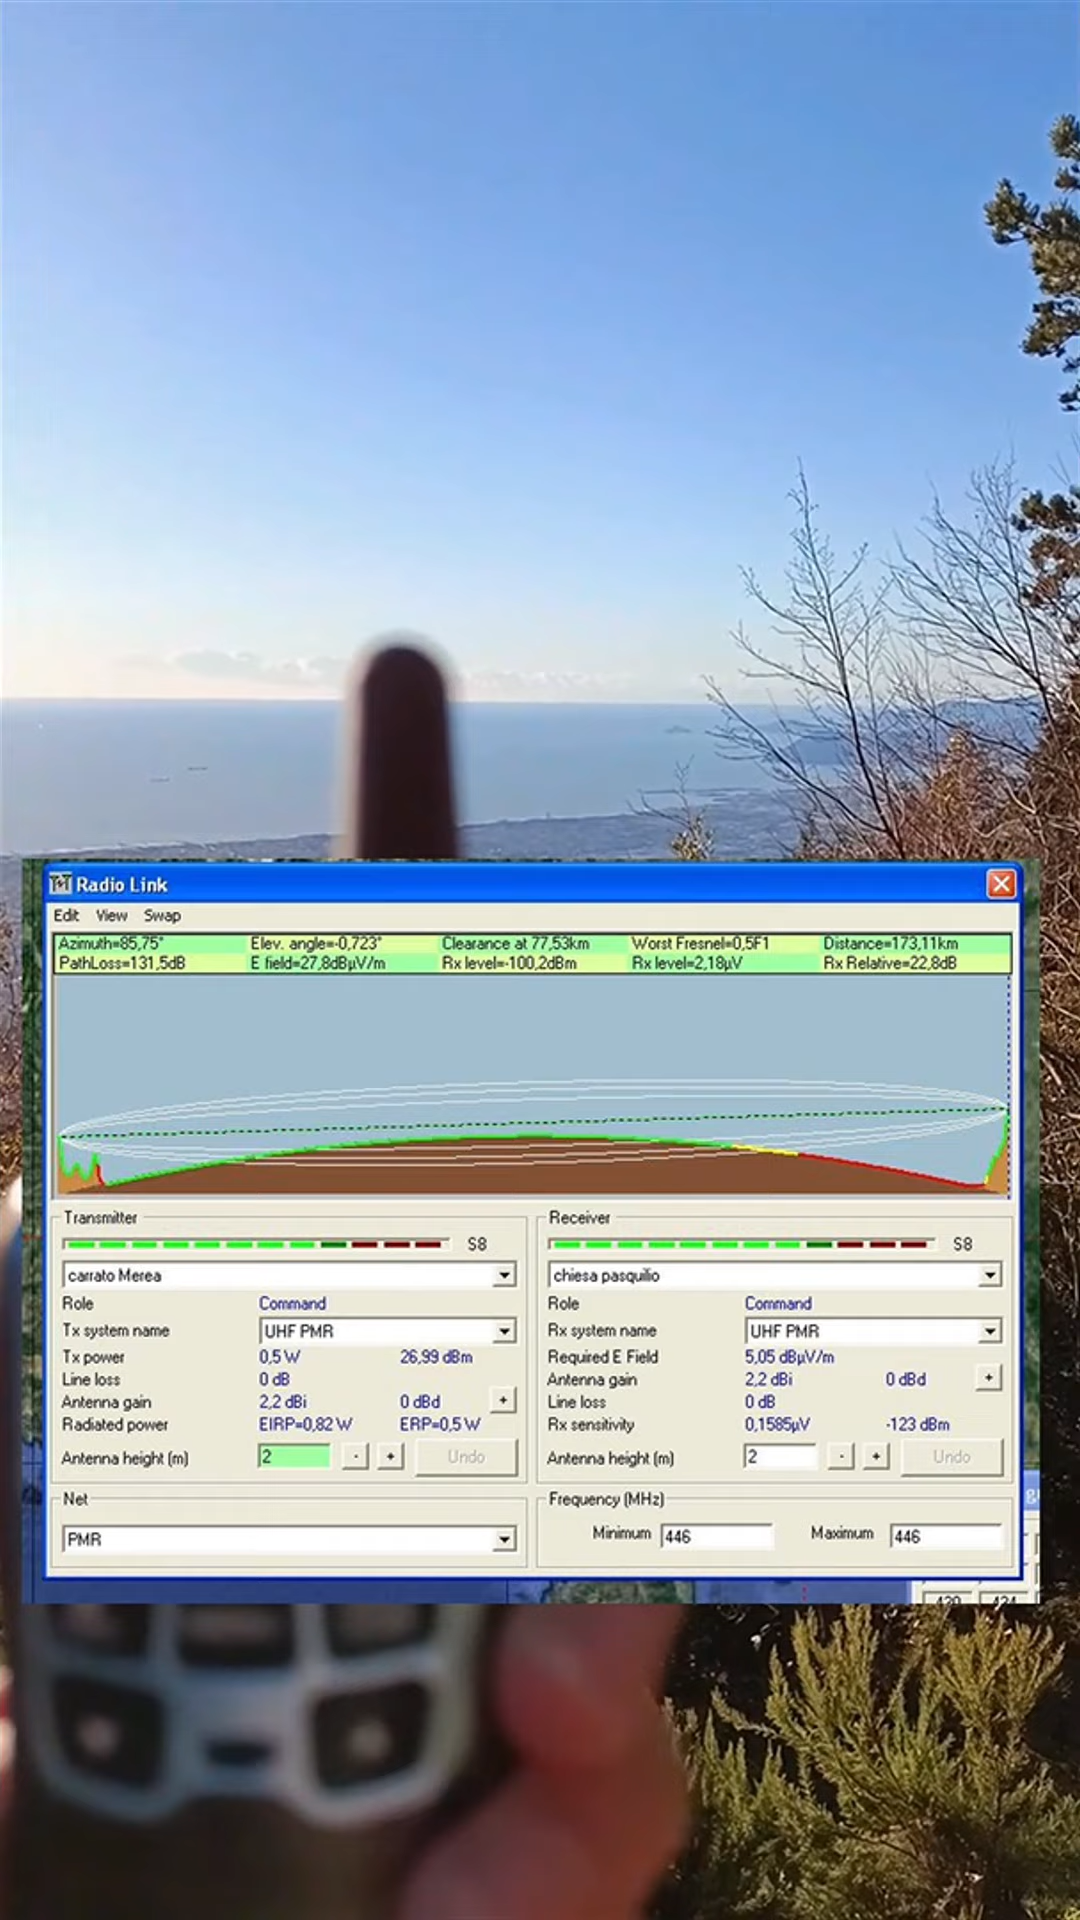 Radio Link
Edit View Swap
Azimuth=85,75° Elev. angle=-0,723° Clearance at 77,53km Worst Fresnel=0,5F1 Distance=173,11km
PathLoss=131,5dB E field=27,8dBµV/m Rx level=-100,2dBm Rx level=2,18µV Rx Relative=22,8dB
Transmitter
S8
carrato Merea
Role Command
Tx system name UHF PMR
Tx power 0,5 W 26,99 dBm
Line loss 0 dB
Antenna gain 2,2 dBi 0 dBd +
Radiated power EIRP=0,82 W ERP=0,5 W
Antenna height (m) 2 - + Undo
Net
PMR
Receiver
S8
chiesa pasquilio
Role Command
Rx system name UHF PMR
Required E Field 5,05 dBµV/m
Antenna gain 2,2 dBi 0 dBd +
Line loss 0 dB
Rx sensitivity 0,1585µV -123 dBm
Antenna height (m) 2 - + Undo
Frequency (MHz)
Minimum 446 Maximum 446